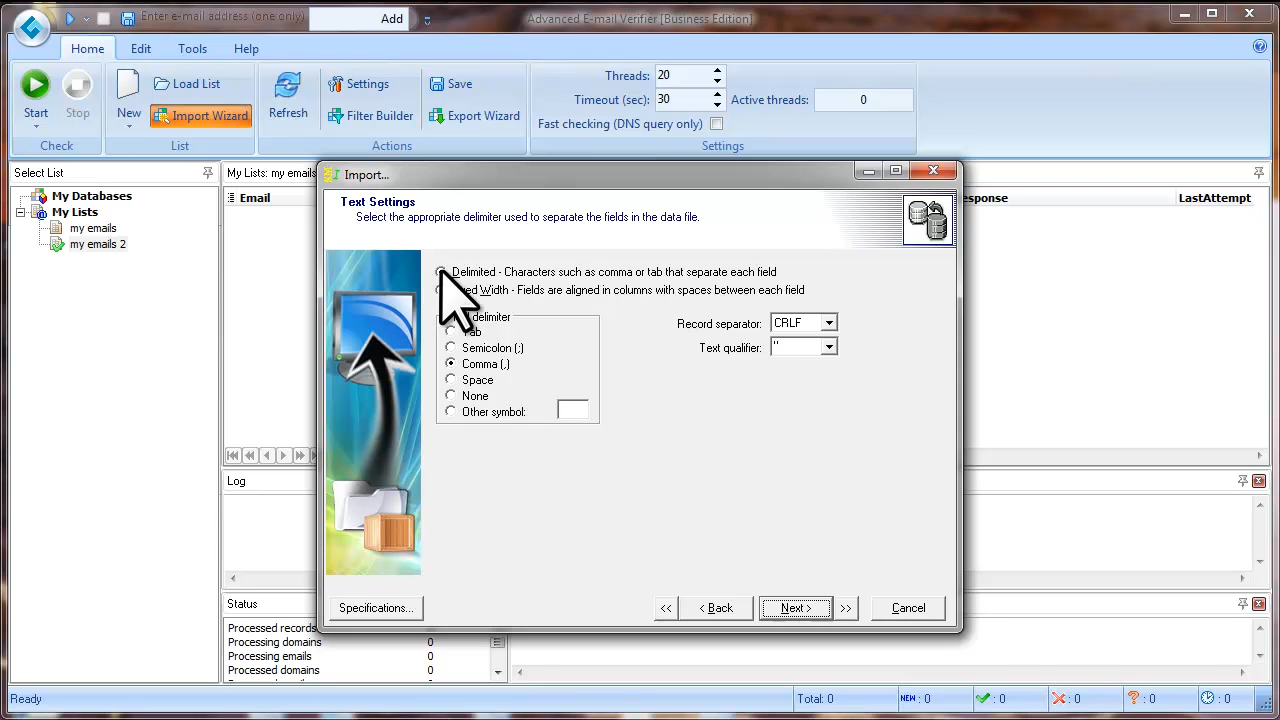 Enter e-mail address (one only) Add Advanced E-mail Verifier [Business Edition]
Home Edit Tools Help
Start
Stop
Check
New
Load List
Import Wizard
List
Refresh
Settings
Filter Builder
Save
Export Wizard
Actions
Threads: 20
Timeout (sec): 30 Active threads: 0
Fast checking (DNS query only)
Settings
Select List
My Databases
My Lists
my emails
my emails 2
My Lists: my emails
Email
LastAttempt
Import...
Text Settings
Select the appropriate delimiter used to separate the fields in the data file.
Delimited - Characters such as comma or tab that separate each field
Width - Fields are aligned in columns with spaces between each field
delimiter
Semicolon (;)
Comma (,)
Space
None
Other symbol:
Record separator: CRLF
Text qualifier: "
Specifications... << < Back Next > >> Cancel
Log
Status
Processed records
Processing domains 0
Processing emails 0
Processed domains 0
Ready Total: 0 NEW : 0 : 0 : 0 : 0 : 0